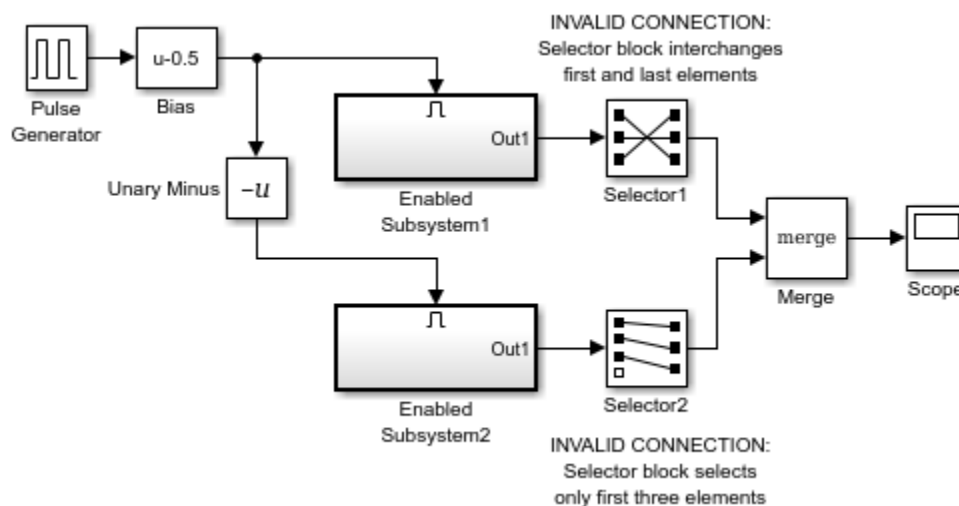 INVALID CONNECTION:
Selector block interchanges
first and last elements
u-0.5
Pulse
Generator
Bias
Out1
Unary Minus
-u
Enabled
Subsystem1
Selector1
merge
Merge
Scope
Out1
Enabled
Subsystem2
Selector2
INVALID CONNECTION:
Selector block selects
only first three elements